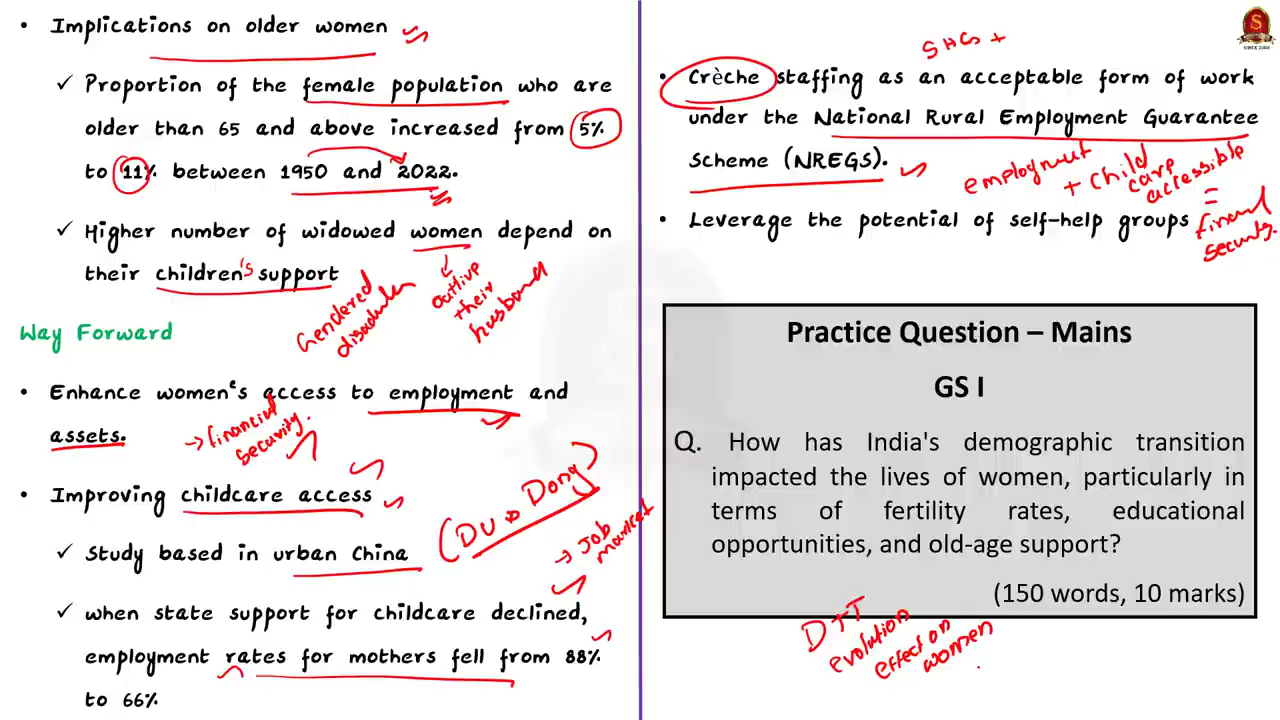 • Implications on older women
✓ Proportion of the female population who are
older than 65 and above increased from 5%
to 11% between 1950 and 2022.
✓ Higher number of widowed women depend on
their children's support
Gendered
outlive
their
husband
Way Forward
• Enhance women's access to employment and
assets.
→ financial
security.
• Improving childcare access
(DU & Dong)
✓ Study based in urban China
→ Job
market
✓ when state support for childcare declined,
employment rates for mothers fell from 88%
to 66%
SINCE 2004
SHGs +
• Crèche staffing as an acceptable form of work
under the National Rural Employment Guarantee
Scheme (NREGS).
employment
+ child
care
accessible
=
financial
security.
• Leverage the potential of self-help groups
Practice Question – Mains
GS I
Q. How has India's demographic transition
impacted the lives of women, particularly in
terms of fertility rates, educational
opportunities, and old-age support?
(150 words, 10 marks)
DTT
evolution
effect on
women